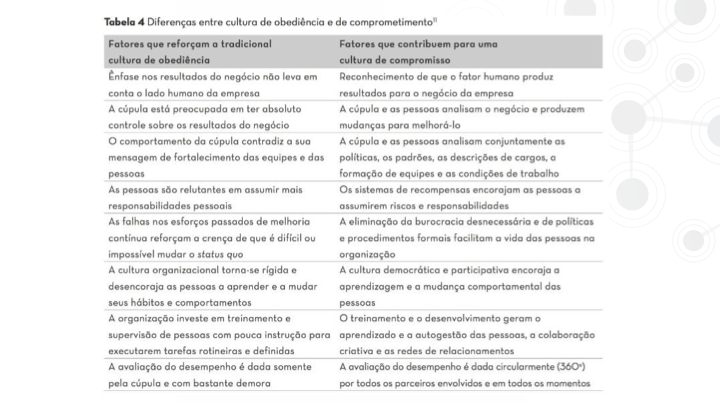 Tabela 4 Diferenças entre cultura de obediência e de comprometimento¹¹
Fatores que reforçam a tradicional
cultura de obediência
Fatores que contribuem para uma
cultura de compromisso
Ênfase nos resultados do negócio não leva em
conta o lado humano da empresa
Reconhecimento de que o fator humano produz
resultados para o negócio da empresa
A cúpula está preocupada em ter absoluto
controle sobre os resultados do negócio
A cúpula e as pessoas analisam o negócio e produzem
mudanças para melhorá-lo
O comportamento da cúpula contradiz a sua
mensagem de fortalecimento das equipes e das
pessoas
A cúpula e as pessoas analisam conjuntamente as
políticas, os padrões, as descrições de cargos, a
formação de equipes e as condições de trabalho
As pessoas são relutantes em assumir mais
responsabilidades pessoais
Os sistemas de recompensas encorajam as pessoas a
assumirem riscos e responsabilidades
As falhas nos esforços passados de melhoria
contínua reforçam a crença de que é difícil ou
impossível mudar o status quo
A eliminação da burocracia desnecessária e de políticas
e procedimentos formais facilitam a vida das pessoas na
organização
A cultura organizacional torna-se rígida e
desencoraja as pessoas a aprender e a mudar
seus hábitos e comportamentos
A cultura democrática e participativa encoraja a
aprendizagem e a mudança comportamental das
pessoas
A organização investe em treinamento e
supervisão de pessoas com pouca instrução para
executarem tarefas rotineiras e definidas
O treinamento e o desenvolvimento geram o
aprendizado e a autogestão das pessoas, a colaboração
criativa e as redes de relacionamentos
A avaliação do desempenho é dada somente
pela cúpula e com bastante demora
A avaliação do desempenho é dada circularmente (360º)
por todos os parceiros envolvidos e em todos os momentos